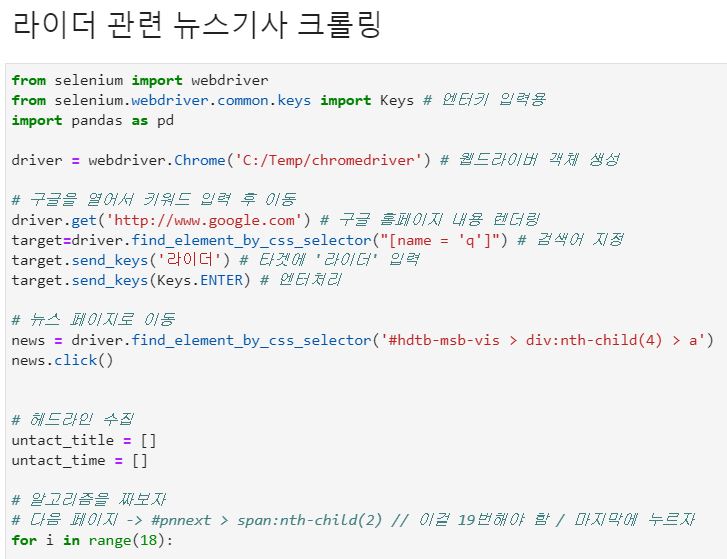 라이더 관련 뉴스기사 크롤링
from selenium import webdriver
from selenium.webdriver.common.keys import Keys # 엔터키 입력용
import pandas as pd
driver = webdriver.Chrome('C:/Temp/chromedriver') # 웹드라이버 객체 생성
# 구글을 열어서 키워드 입력 후 이동
driver.get('http://www.google.com') # 구글 홈페이지 내용 렌더링
target=driver.find_element_by_css_selector("[name = 'q']") # 검색어 지정
target.send_keys('라이더') # 타겟에 '라이더' 입력
target.send_keys(Keys.ENTER) # 엔터처리
# 뉴스 페이지로 이동
news = driver.find_element_by_css_selector('#hdtb-msb-vis > div:nth-child(4) > a')
news.click()
# 헤드라인 수집
untact_title = []
untact_time = []
# 알고리즘을 짜보자
# 다음 페이지 -> #pnnext > span:nth-child(2) // 이걸 19번해야 함 / 마지막에 누르자
for i in range(18):